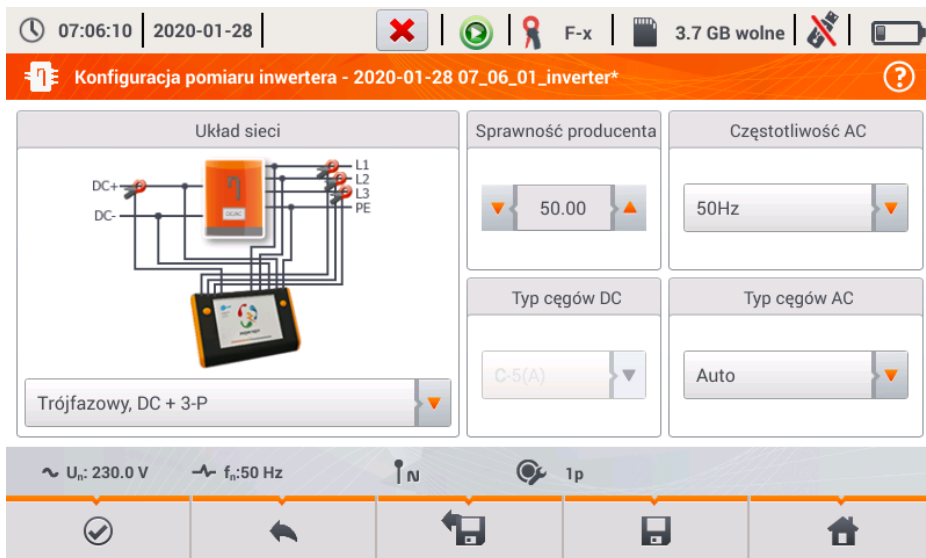 07:06:10 2020-01-28 F-x 3.7 GB wolne
Konfiguracja pomiaru inwertera - 2020-01-28 07_06_01_inverter*
?
Układ sieci
DC+
DC-
η
DC/AC
L1
L2
L3
PE
Trójfazowy, DC + 3-P
Sprawność producenta
50.00
Częstotliwość AC
50Hz
Typ cęgów DC
C-5(A)
Typ cęgów AC
Auto
Un: 230.0 V fn:50 Hz N 1p